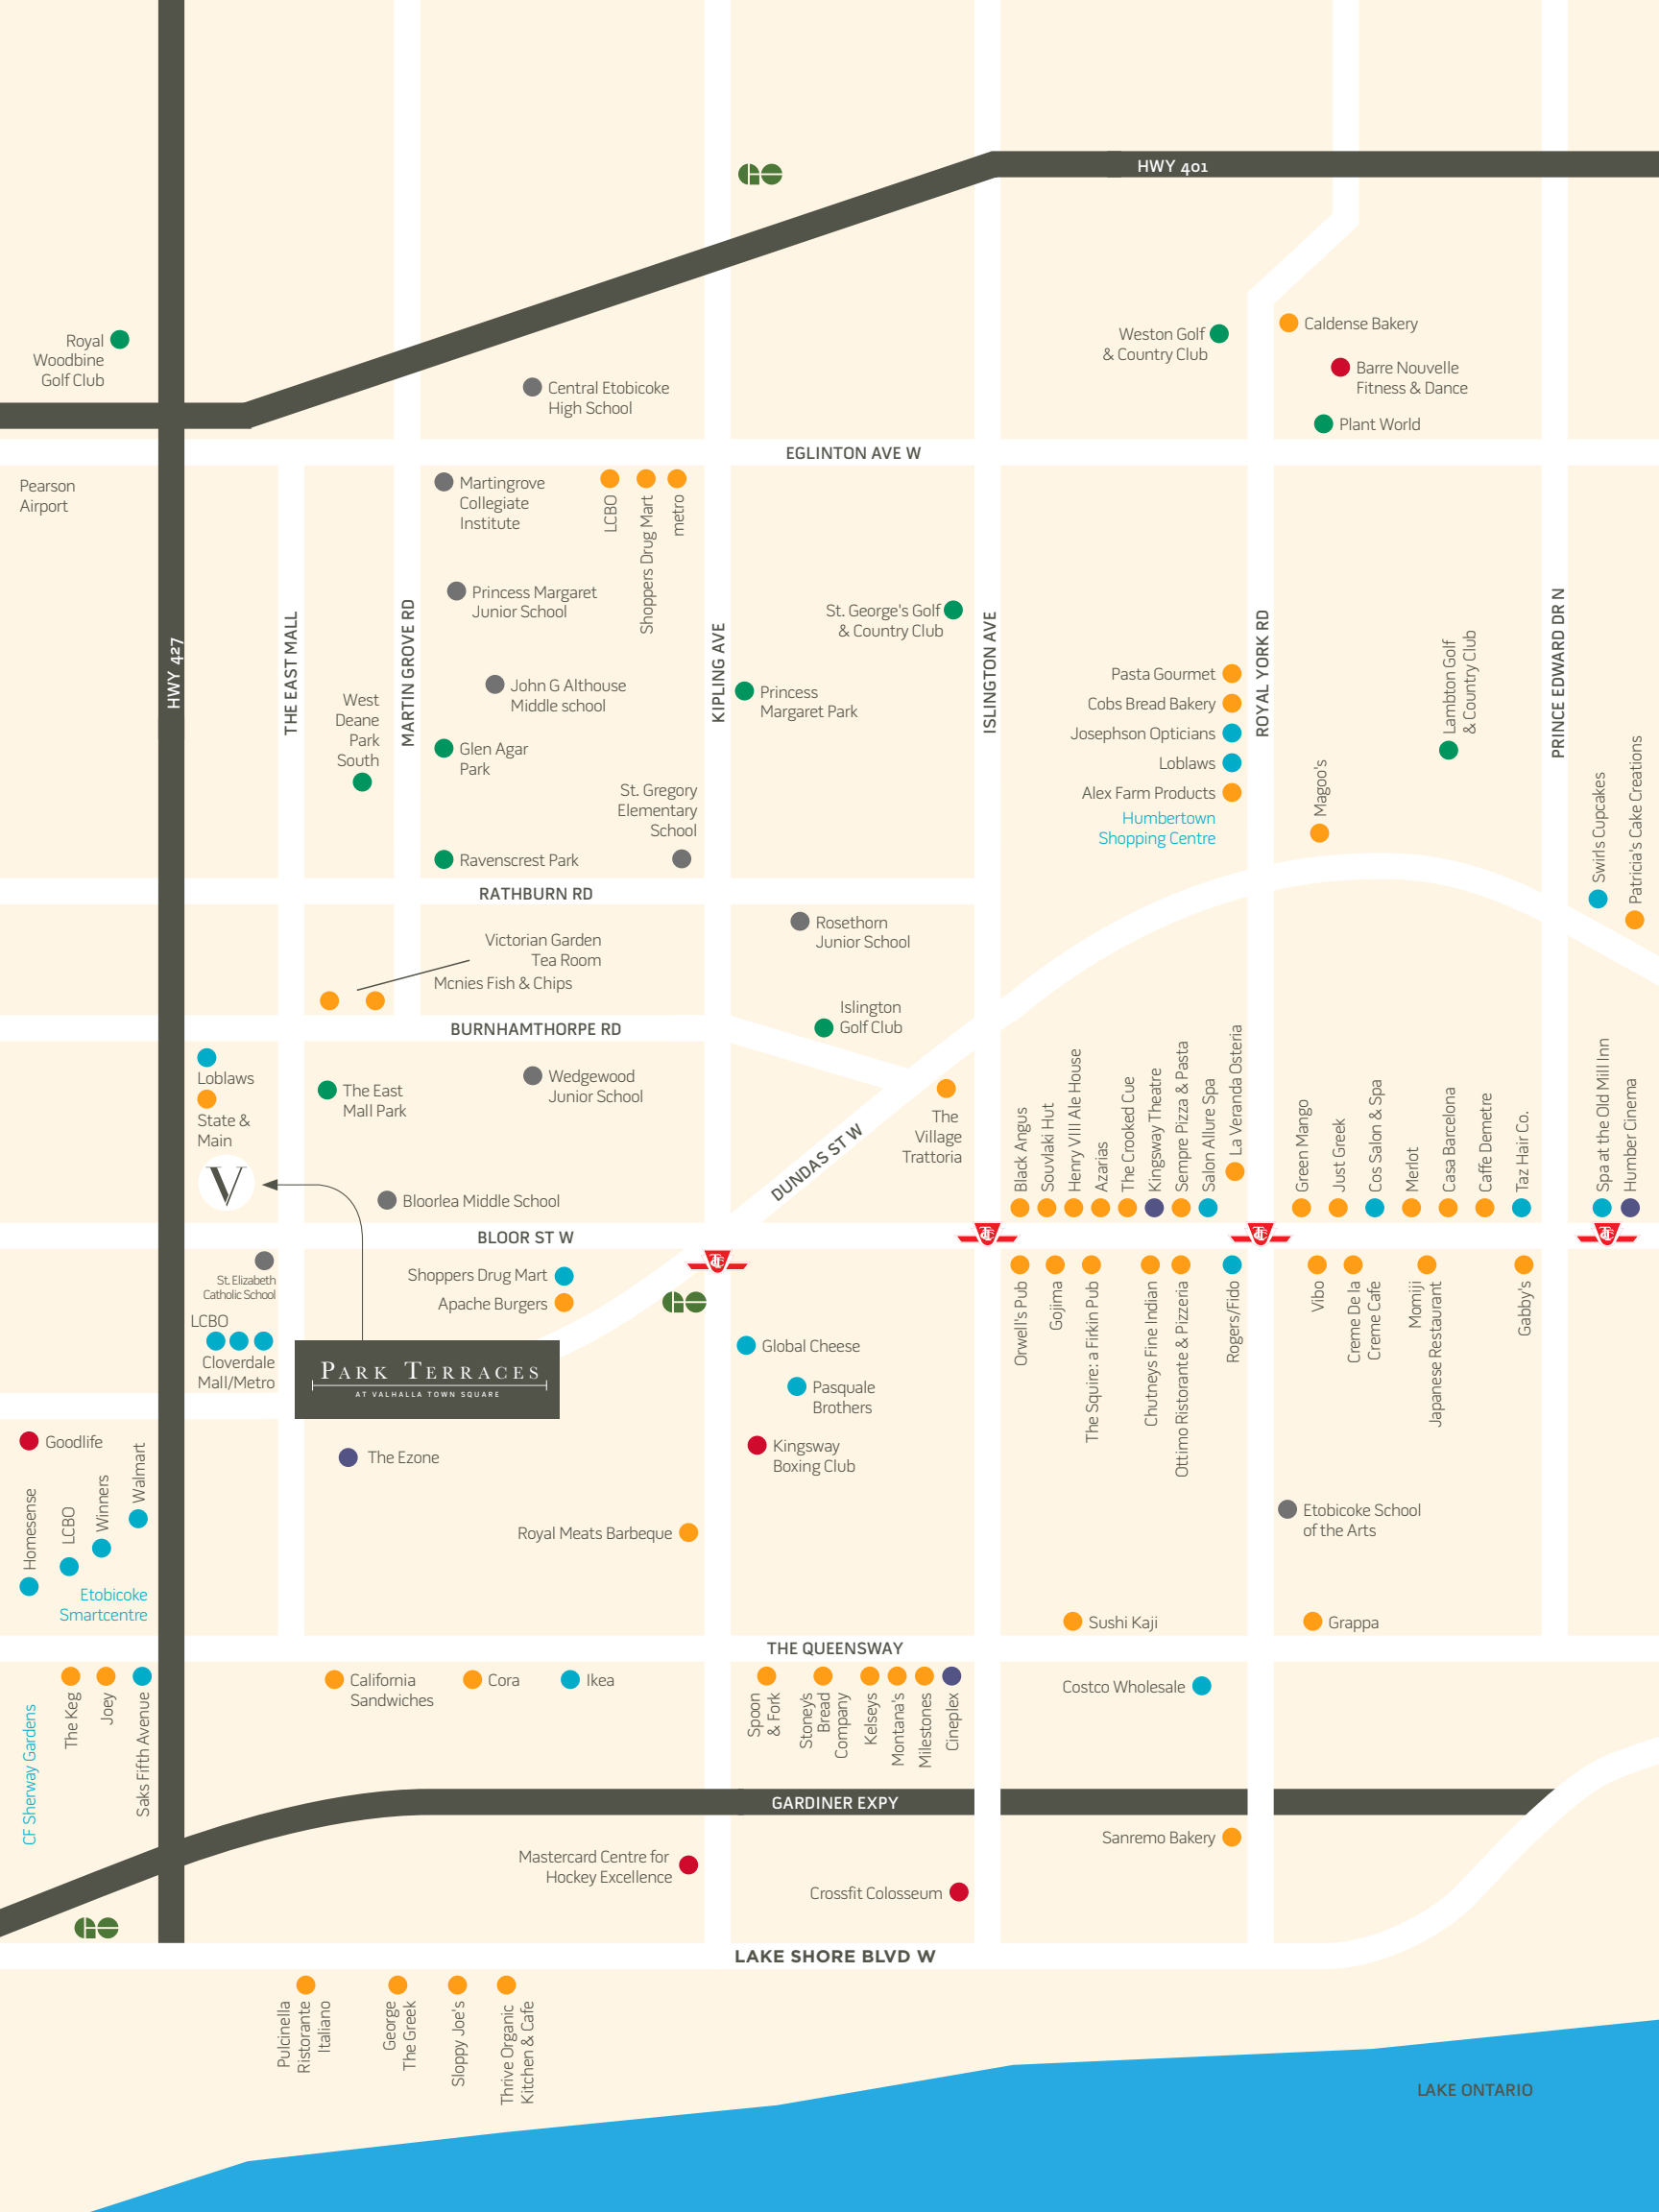 HWY 401
Royal
Woodbine
Golf Club
Weston Golf
& Country Club
Caldense Bakery
Barre Nouvelle
Fitness & Dance
Plant World
Central Etobicoke
High School
EGLINTON AVE W
Pearson
Airport
Martingrove
Collegiate
Institute
LCBO
Shoppers Drug Mart
metro
Princess Margaret
Junior School
St. George's Golf
& Country Club
HWY 427
THE EAST MALL
MARTIN GROVE RD
KIPLING AVE
ISLINGTON AVE
ROYAL YORK RD
PRINCE EDWARD DR N
John G Althouse
Middle school
West
Deane
Park
South
Princess
Margaret Park
Glen Agar
Park
St. Gregory
Elementary
School
Ravenscrest Park
Pasta Gourmet
Cobs Bread Bakery
Josephson Opticians
Loblaws
Alex Farm Products
Humbertown
Shopping Centre
Magoo's
Lambton Golf
& Country Club
Swirls Cupcakes
Patricia's Cake Creations
RATHBURN RD
Victorian Garden
Tea Room
Mcnies Fish & Chips
Rosethorn
Junior School
Islington
Golf Club
BURNHAMTHORPE RD
Loblaws
State &
Main
The East
Mall Park
Wedgewood
Junior School
The
Village
Trattoria
DUNDAS ST W
Black Angus
Souvlaki Hut
Henry VIII Ale House
Azarias
The Crooked Cue
Kingsway Theatre
Sempre Pizza & Pasta
Salon Allure Spa
La Veranda Osteria
Green Mango
Just Greek
Cos Salon & Spa
Merlot
Casa Barcelona
Caffe Demetre
Taz Hair Co.
Spa at the Old Mill Inn
Humber Cinema
V
Bloorlea Middle School
BLOOR ST W
St. Elizabeth
Catholic School
LCBO
Cloverdale
Mall/Metro
Shoppers Drug Mart
Apache Burgers
PARK TERRACES
AT VALHALLA TOWN SQUARE
Global Cheese
Pasquale
Brothers
Kingsway
Boxing Club
Orwell's Pub
Gojima
The Squire: a Firkin Pub
Chutneys Fine Indian
Ottimo Ristorante & Pizzeria
Rogers/Fido
Vibo
Creme De la
Creme Cafe
Momiji
Japanese Restaurant
Gabby's
Goodlife
Homesense
LCBO
Winners
Walmart
Etobicoke
Smartcentre
The Ezone
Royal Meats Barbeque
Etobicoke School
of the Arts
Sushi Kaji
Grappa
THE QUEENSWAY
CF Sherway Gardens
The Keg
Joey
Saks Fifth Avenue
California
Sandwiches
Cora
Ikea
Spoon
& Fork
Stoney's
Bread
Company
Kelseys
Montana's
Milestones
Cineplex
Costco Wholesale
GARDINER EXPY
Sanremo Bakery
Mastercard Centre for
Hockey Excellence
Crossfit Colosseum
LAKE SHORE BLVD W
Pulcinella
Ristorante
Italiano
George
The Greek
Sloppy Joe's
Thrive Organic
Kitchen & Cafe
LAKE ONTARIO